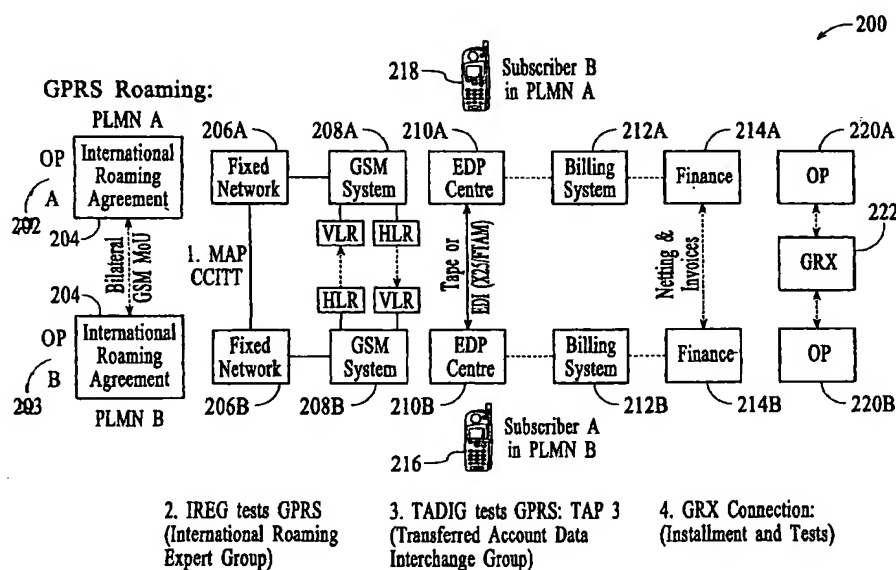 200
218
Subscriber B
in PLMN A
GPRS Roaming:
PLMN A
206A
208A
210A
212A
214A
220A
OP
A
202
International
Roaming
Agreement
204
Fixed
Network
GSM
System
EDP
Centre
Billing
System
Finance
OP
222
VLR
HLR
1. MAP
CCITT
Bilateral
GSM MoU
Tape or
EDI (X25/FTAM)
Netting &
Invoices
GRX
204
HLR
VLR
OP
B
203
International
Roaming
Agreement
PLMN B
Fixed
Network
GSM
System
EDP
Centre
Billing
System
Finance
OP
206B
208B
210B
212B
214B
220B
216
Subscriber A
in PLMN B
2. IREG tests GPRS
(International Roaming
Expert Group)
3. TADIG tests GPRS: TAP 3
(Transferred Account Data
Interchange Group)
4. GRX Connection:
(Installment and Tests)